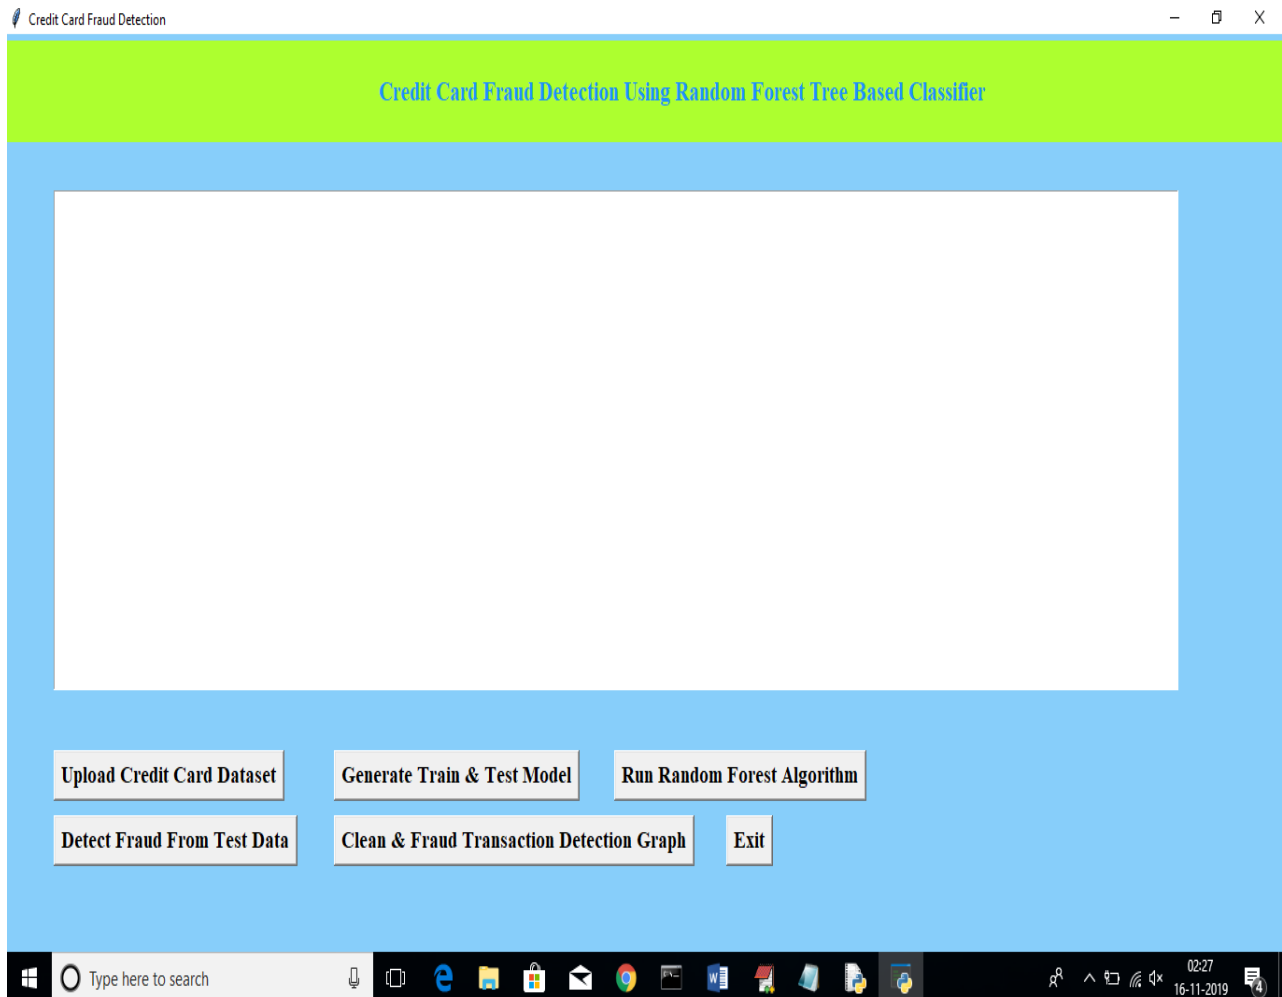 Credit Card Fraud Detection
Credit Card Fraud Detection Using Random Forest Tree Based Classifier
Upload Credit Card Dataset
Generate Train & Test Model
Run Random Forest Algorithm
Detect Fraud From Test Data
Clean & Fraud Transaction Detection Graph
Exit
Type here to search
02:27
16-11-2019
4